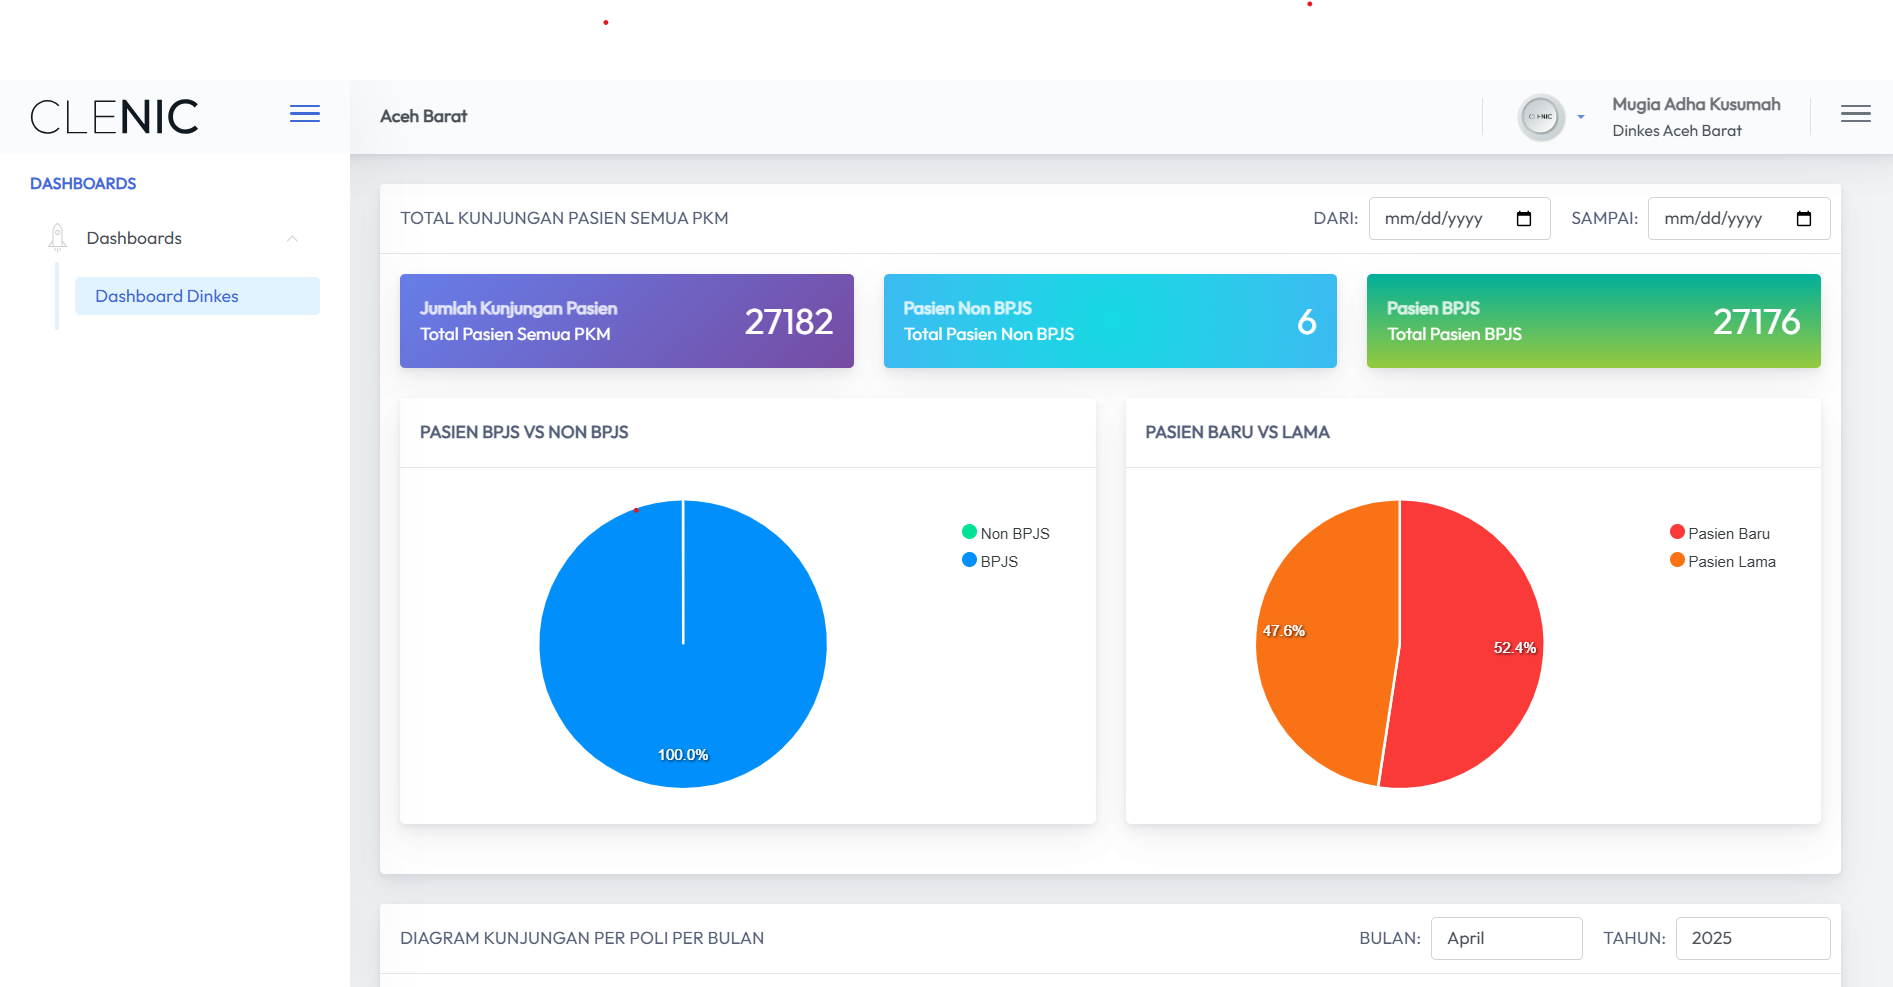 CLENIC
Aceh Barat
Mugia Adha Kusumah
Dinkes Aceh Barat
DASHBOARDS
Dashboards
Dashboard Dinkes
TOTAL KUNJUNGAN PASIEN SEMUA PKM
DARI: mm/dd/yyyy SAMPAI: mm/dd/yyyy
Jumlah Kunjungan Pasien
Total Pasien Semua PKM
27182
Pasien Non BPJS
Total Pasien Non BPJS
6
Pasien BPJS
Total Pasien BPJS
27176
PASIEN BPJS VS NON BPJS
Non BPJS
BPJS
100.0%
PASIEN BARU VS LAMA
Pasien Baru
Pasien Lama
47.6%
52.4%
DIAGRAM KUNJUNGAN PER POLI PER BULAN
BULAN: April TAHUN: 2025